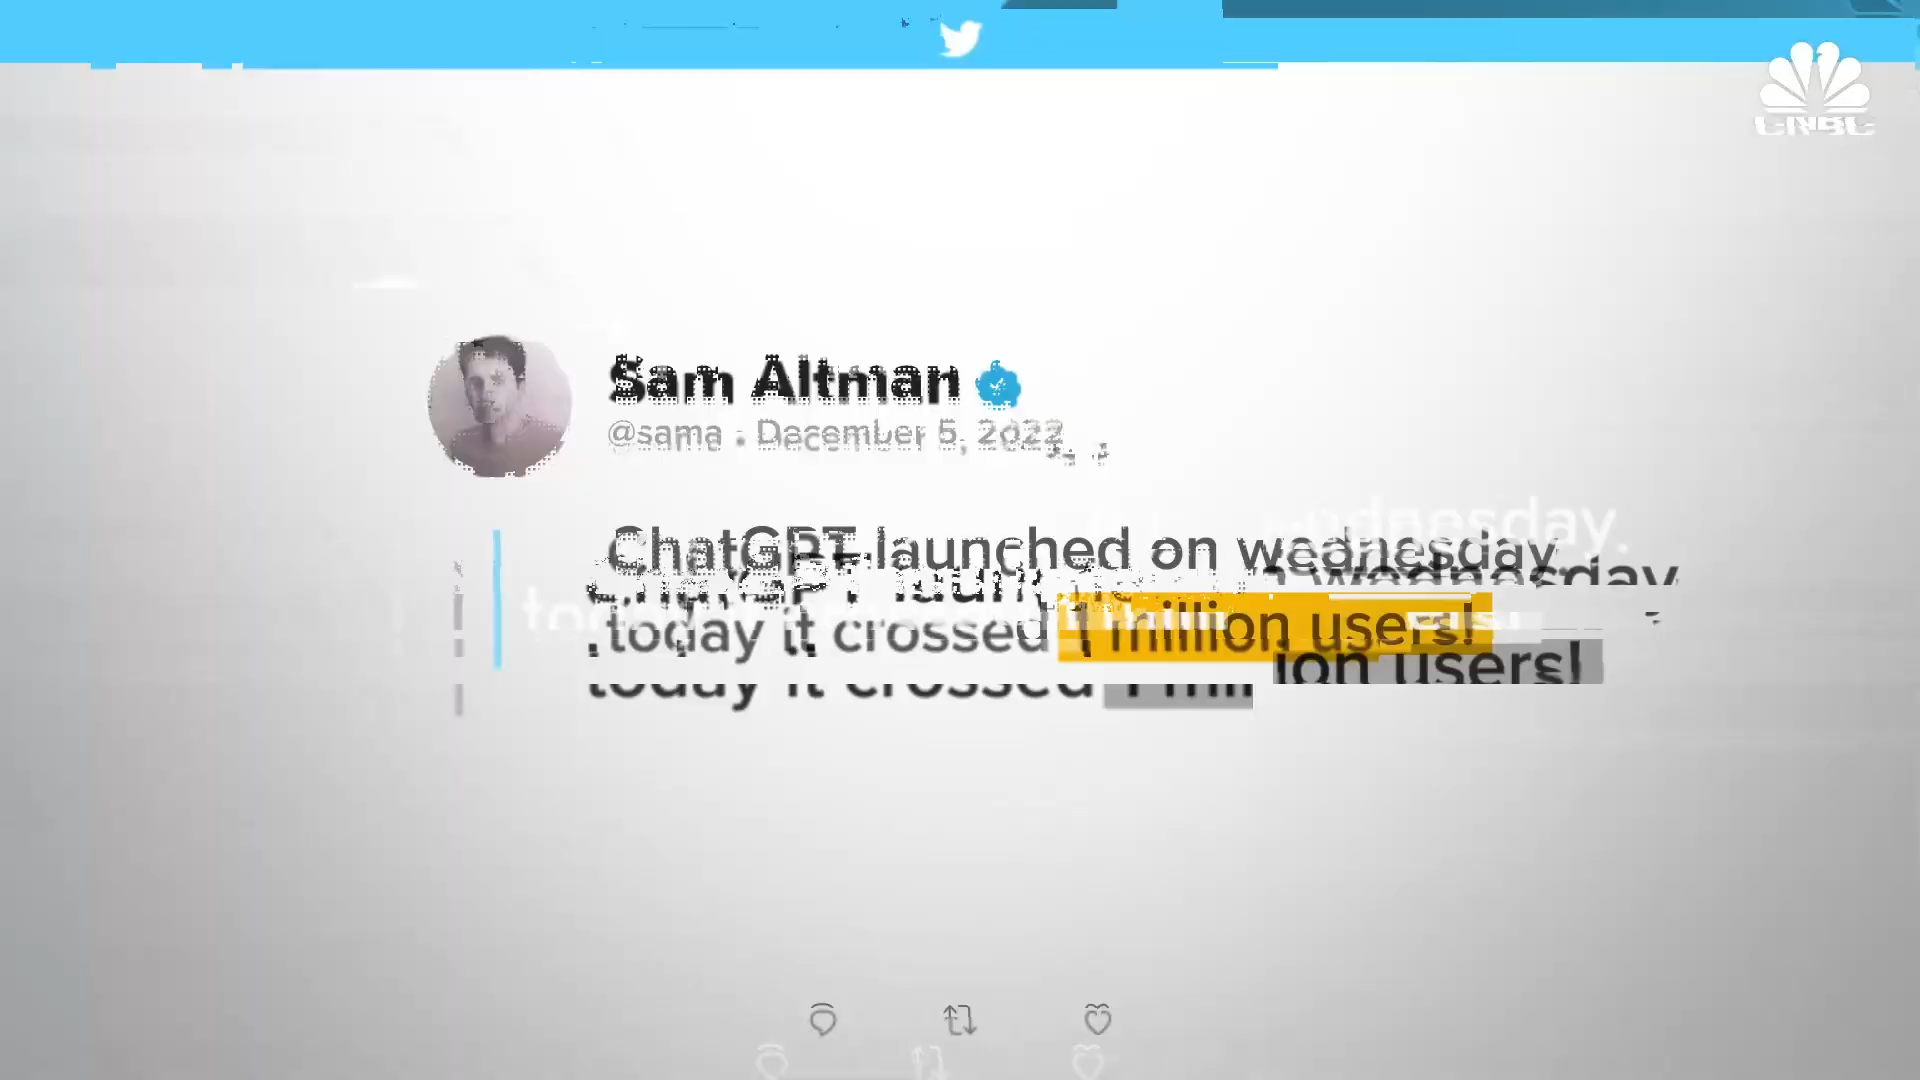 CNBC
Sam Altman
@sama • December 5, 2022
ChatGPT launched on wednesday.
today it crossed 1 million users!